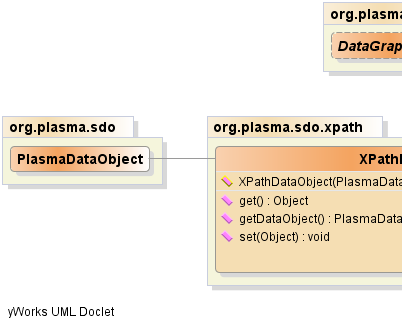 org.plasma
DataGrap
org.plasma.sdo
PlasmaDataObject
org.plasma.sdo.xpath
XPathD
XPathDataObject(PlasmaData
get() : Object
getDataObject() : PlasmaData
set(Object) : void
yWorks UML Doclet